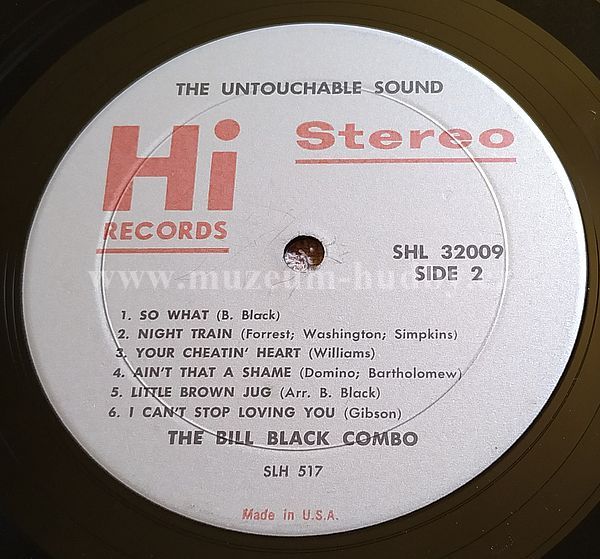 THE UNTOUCHABLE SOUND
Hi
RECORDS
Stereo
SHL 32009
SIDE 2
1. SO WHAT (B. Black)
2. NIGHT TRAIN (Forrest; Washington; Simpkins)
3. YOUR CHEATIN' HEART (Williams)
4. AIN'T THAT A SHAME (Domino; Bartholomew)
5. LITTLE BROWN JUG (Arr. B. Black)
6. I CAN'T STOP LOVING YOU (Gibson)
THE BILL BLACK COMBO
SLH 517
Made in U.S.A.